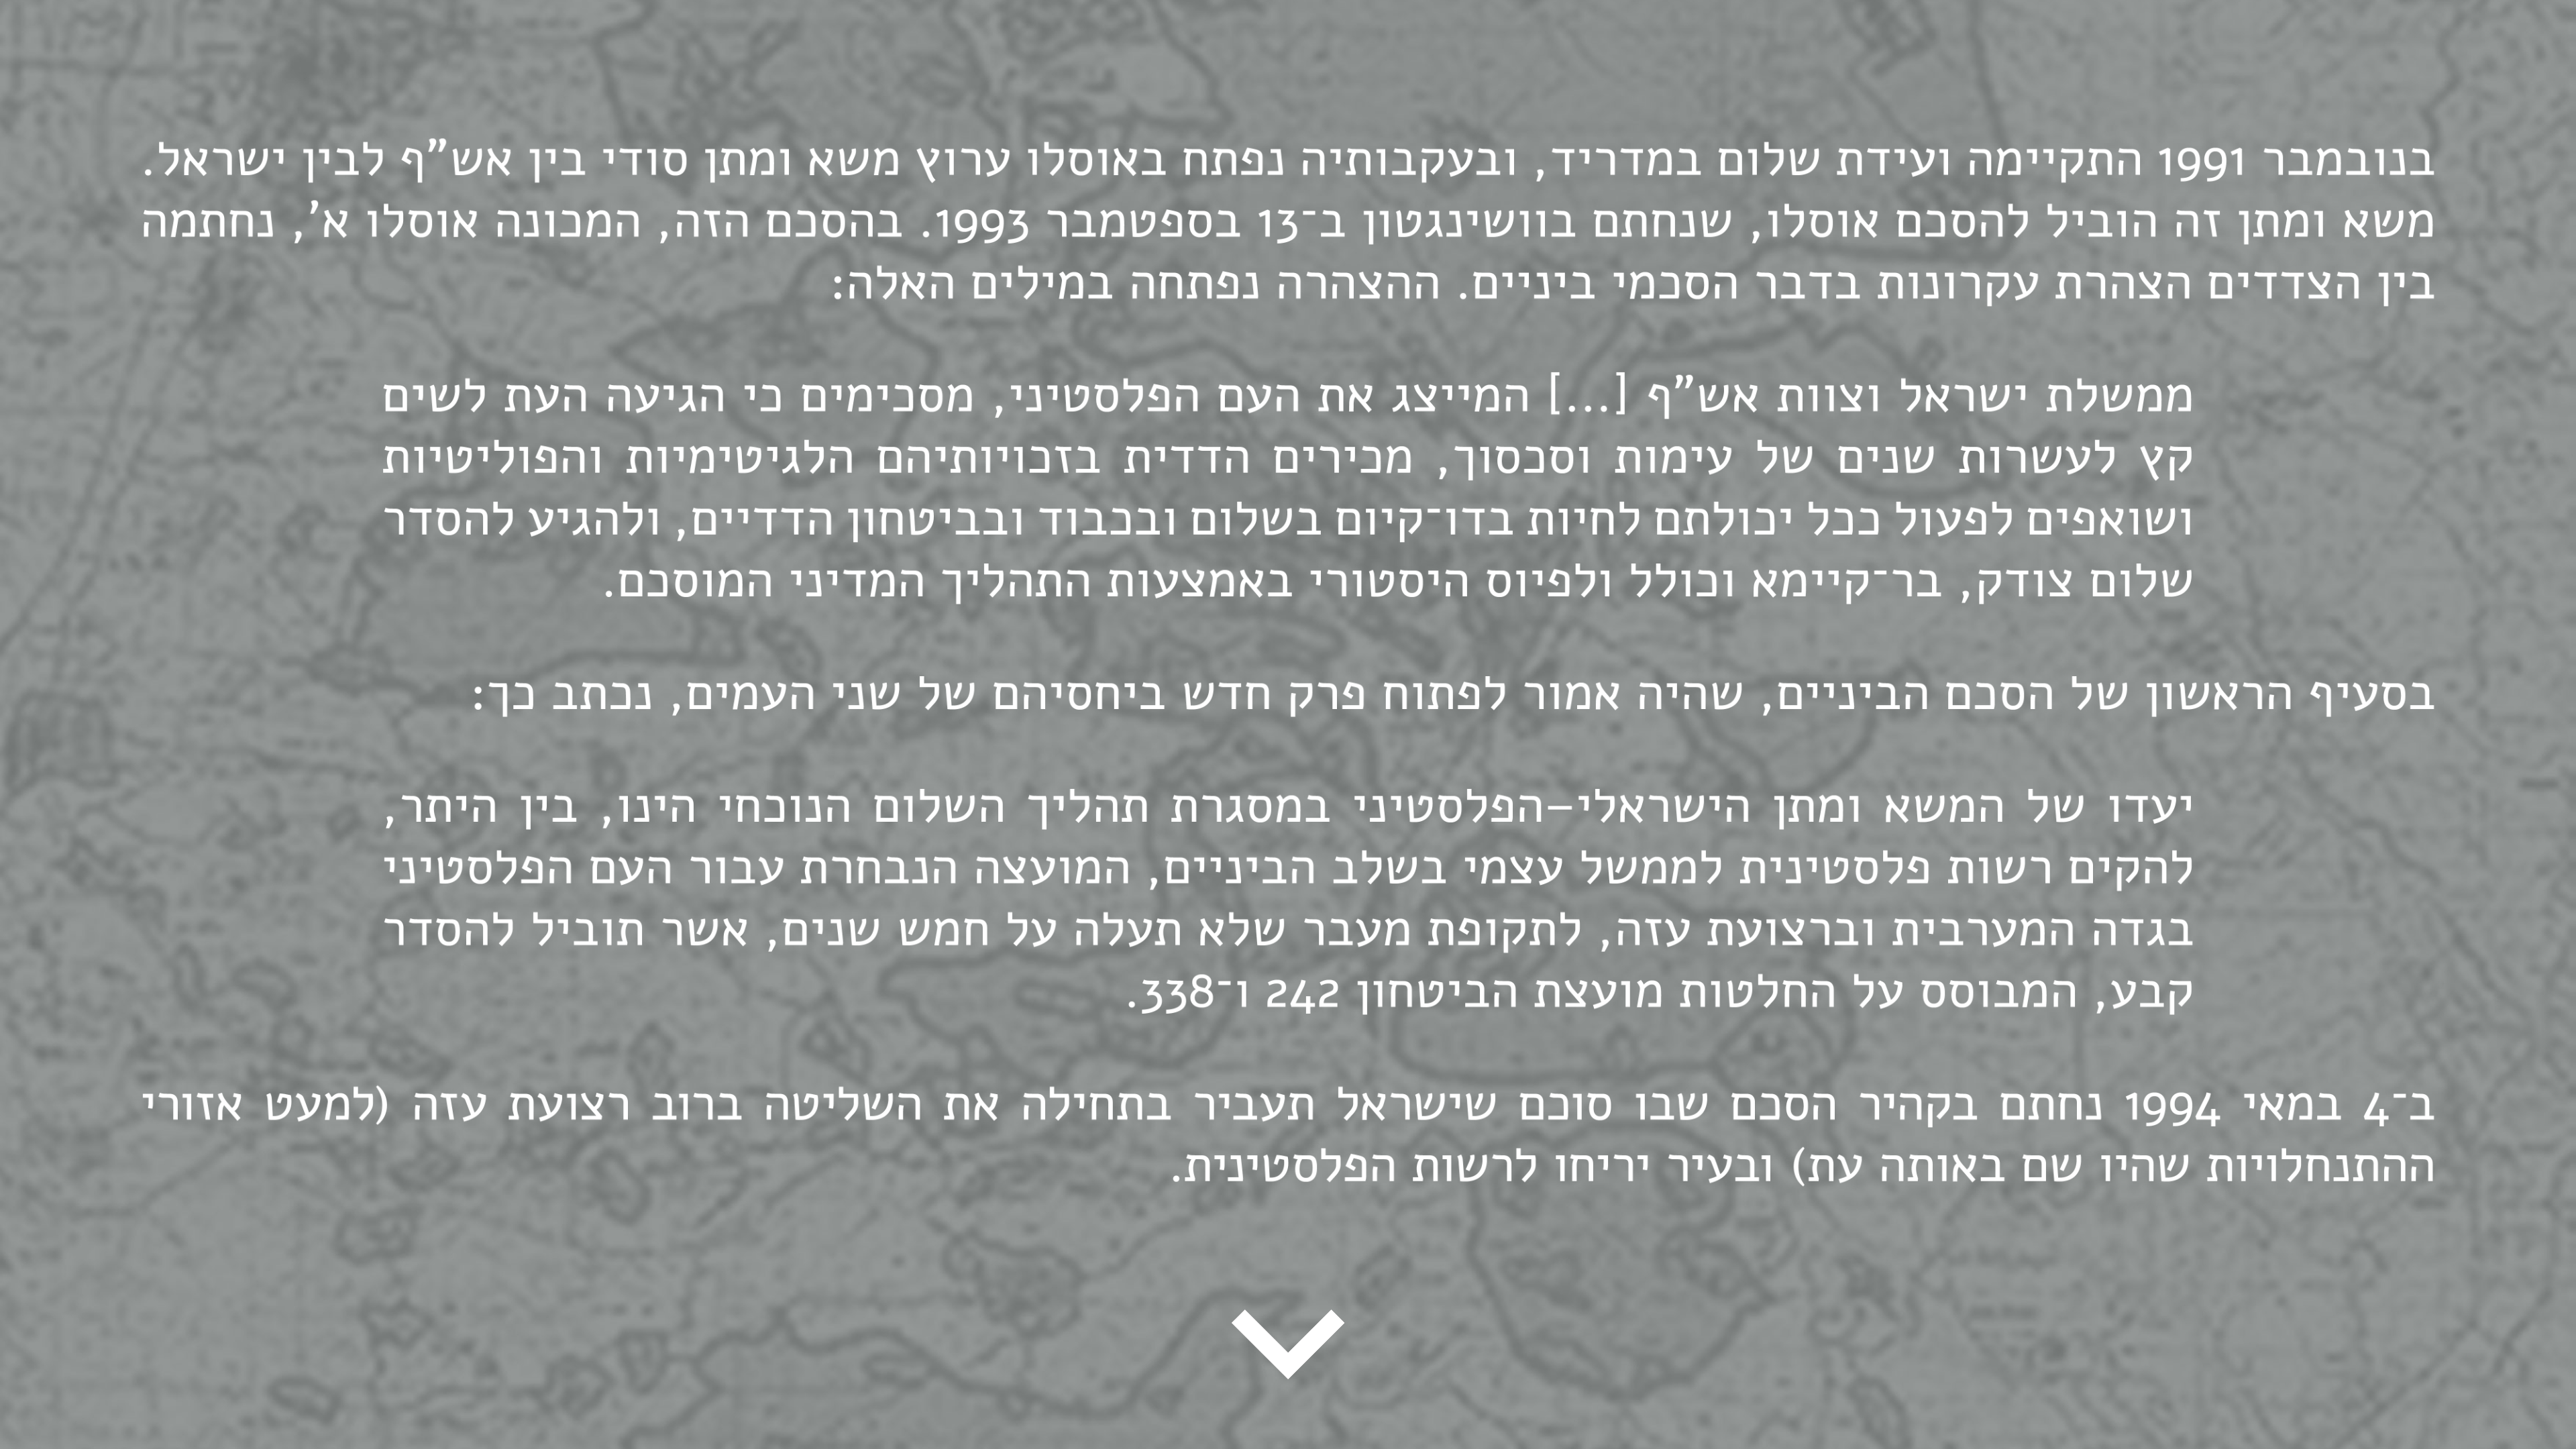 בנובמבר 1991 התקיימה ועידת שלום במדריד, ובעקבותיה נפתח באוסלו ערוץ משא ומתן סודי בין אש"ף לבין ישראל.
משא ומתן זה הוביל להסכם אוסלו, שנחתם בוושינגטון ב־13 בספטמבר 1993. בהסכם הזה, המכונה אוסלו א', נחתמה
בין הצדדים הצהרת עקרונות בדבר הסכמי ביניים. ההצהרה נפתחה במילים האלה:
ממשלת ישראל וצוות אש"ף [...] המייצג את העם הפלסטיני, מסכימים כי הגיעה העת לשים
קץ לעשרות שנים של עימות וסכסוך, מכירים הדדית בזכויותיהם הלגיטימיות והפוליטיות
ושואפים לפעול ככל יכולתם לחיות בדו־קיום בשלום ובכבוד ובביטחון הדדיים, ולהגיע להסדר
שלום צודק, בר־קיימא וכולל ולפיוס היסטורי באמצעות התהליך המדיני המוסכם.
בסעיף הראשון של הסכם הביניים, שהיה אמור לפתוח פרק חדש ביחסיהם של שני העמים, נכתב כך:
יעדו של המשא ומתן הישראלי–הפלסטיני במסגרת תהליך השלום הנוכחי הינו, בין היתר,
להקים רשות פלסטינית לממשל עצמי בשלב הביניים, המועצה הנבחרת עבור העם הפלסטיני
בגדה המערבית וברצועת עזה, לתקופת מעבר שלא תעלה על חמש שנים, אשר תוביל להסדר
קבע, המבוסס על החלטות מועצת הביטחון 242 ו־338.
ב־4 במאי 1994 נחתם בקהיר הסכם שבו סוכם שישראל תעביר בתחילה את השליטה ברוב רצועת עזה (למעט אזורי
ההתנחלויות שהיו שם באותה עת) ובעיר יריחו לרשות הפלסטינית.